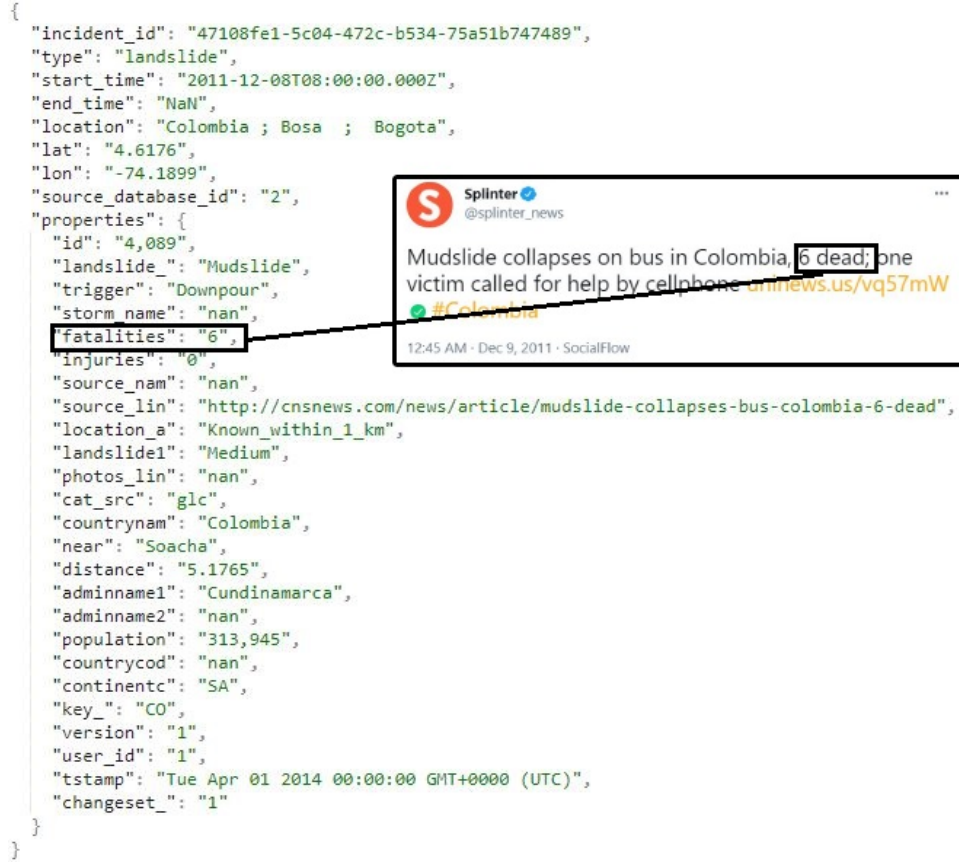 {
"incident_id": "47108fe1-5c04-472c-b534-75a51b747489",
"type": "landslide",
"start_time": "2011-12-08T08:00:00.000Z",
"end_time": "NaN",
"location": "Colombia ; Bosa  ;  Bogota",
"lat": "4.6176",
"lon": "-74.1899",
"source_database_id": "2",
"properties": {
"id": "4,089",
"landslide_": "Mudslide",
"trigger": "Downpour",
"storm_name": "nan",
"fatalities": "6",
"injuries": "0",
"source_nam": "nan",
"source_lin": "http://cnsnews.com/news/article/mudslide-collapses-bus-colombia-6-dead",
"location_a": "Known_within_1_km",
"landslide1": "Medium",
"photos_lin": "nan",
"cat_src": "glc",
"countrynam": "Colombia",
"near": "Soacha",
"distance": "5.1765",
"adminname1": "Cundinamarca",
"adminname2": "nan",
"population": "313,945",
"countrycod": "nan",
"continentc": "SA",
"key_": "CO",
"version": "1",
"user_id": "1",
"tstamp": "Tue Apr 01 2014 00:00:00 GMT+0000 (UTC)",
"changeset_": "1"
}
}
S
Splinter
@splinter_news
Mudslide collapses on bus in Colombia, 6 dead; one
victim called for help by cellphone uninews.us/vq57mW
#Colombia
12:45 AM · Dec 9, 2011 · SocialFlow